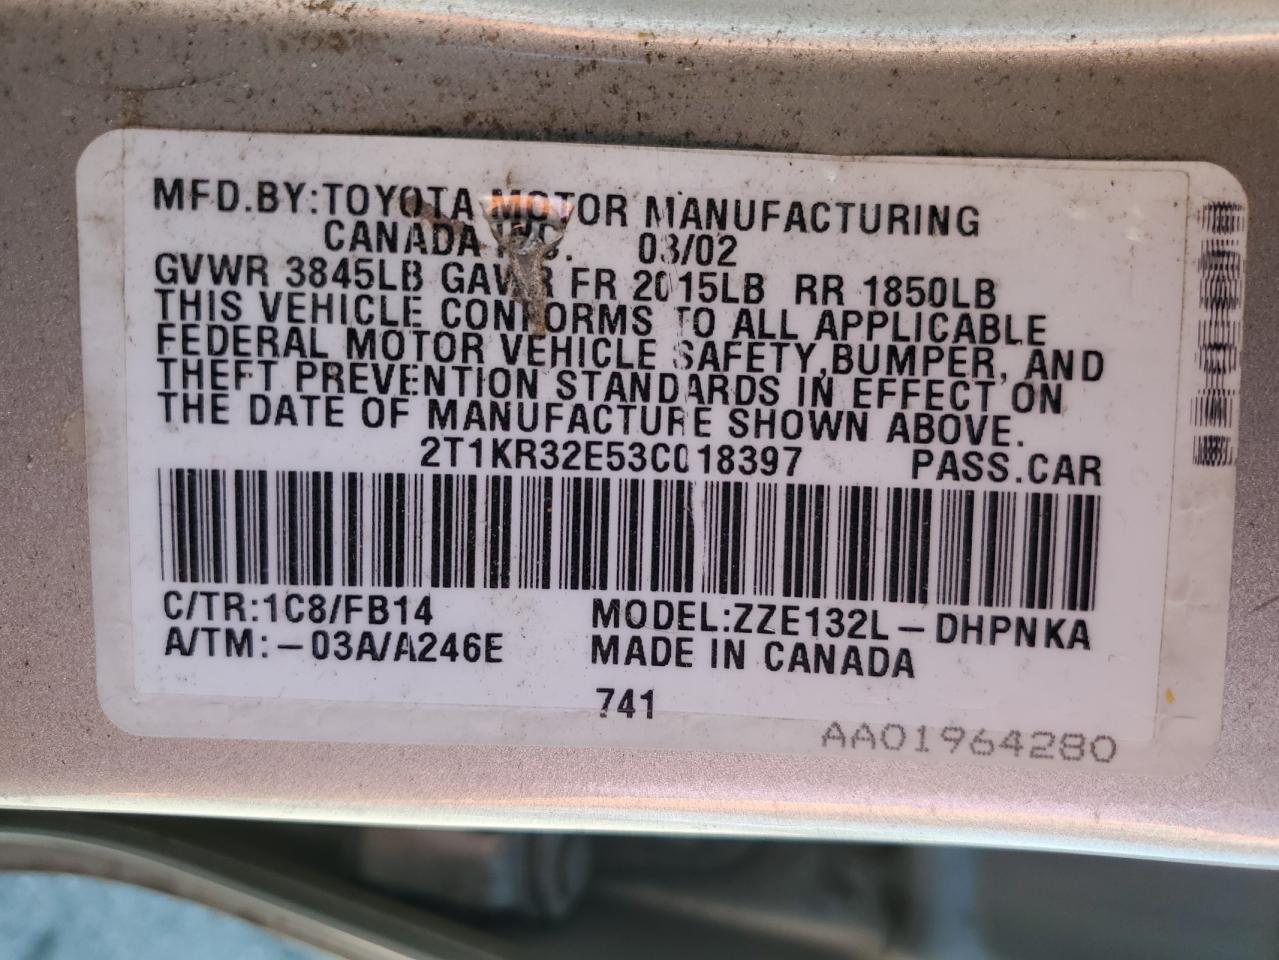 MFD.BY:TOYOTA MOTOR MANUFACTURING
CANADA INC. 03/02
GVWR 3845LB GAWR FR 2015LB RR 1850LB
THIS VEHICLE CONFORMS TO ALL APPLICABLE
FEDERAL MOTOR VEHICLE SAFETY,BUMPER, AND
THEFT PREVENTION STANDARDS IN EFFECT ON
THE DATE OF MANUFACTURE SHOWN ABOVE.
2T1KR32E53C018397 PASS.CAR
C/TR:1C8/FB14 MODEL:ZZE132L-DHPNKA
A/TM:-03A/A246E MADE IN CANADA
741
AA01964280